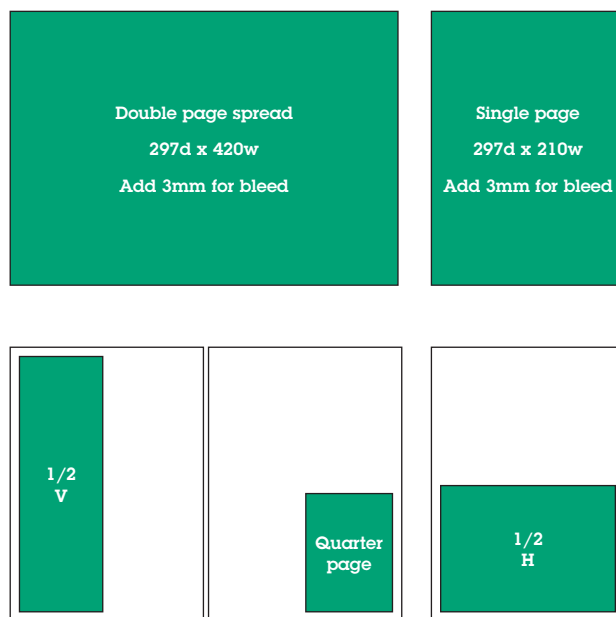 Double page spread
297d x 420w
Add 3mm for bleed
Single page
297d x 210w
Add 3mm for bleed
1/2
V
Quarter
page
1/2
H